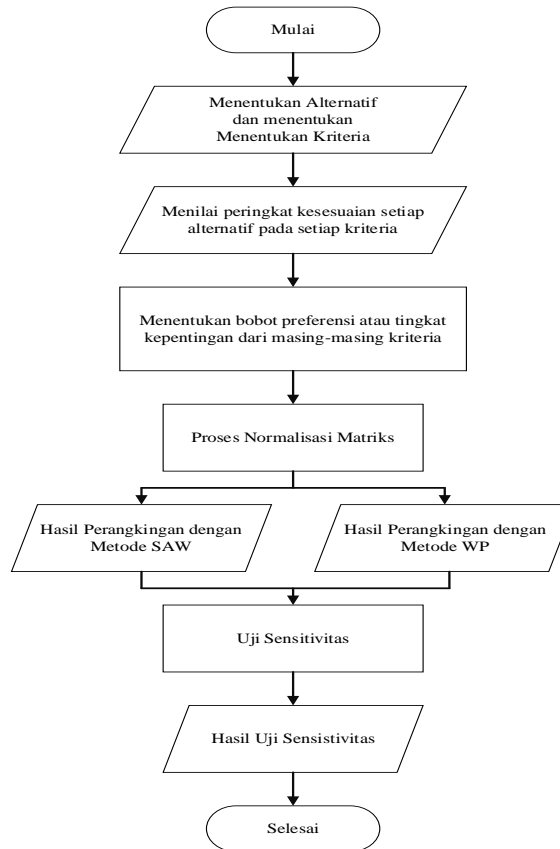 Mulai
Menentukan Alternatif
dan menentukan
Menentukan Kriteria
Menilai peringkat kesesuaian setiap
alternatif pada setiap kriteria
Menentukan bobot preferensi atau tingkat
kepentingan dari masing-masing kriteria
Proses Normalisasi Matriks
Hasil Perangkingan dengan
Metode SAW
Hasil Perangkingan dengan
Metode WP
Uji Sensitivitas
Hasil Uji Sensistivitas
Selesai